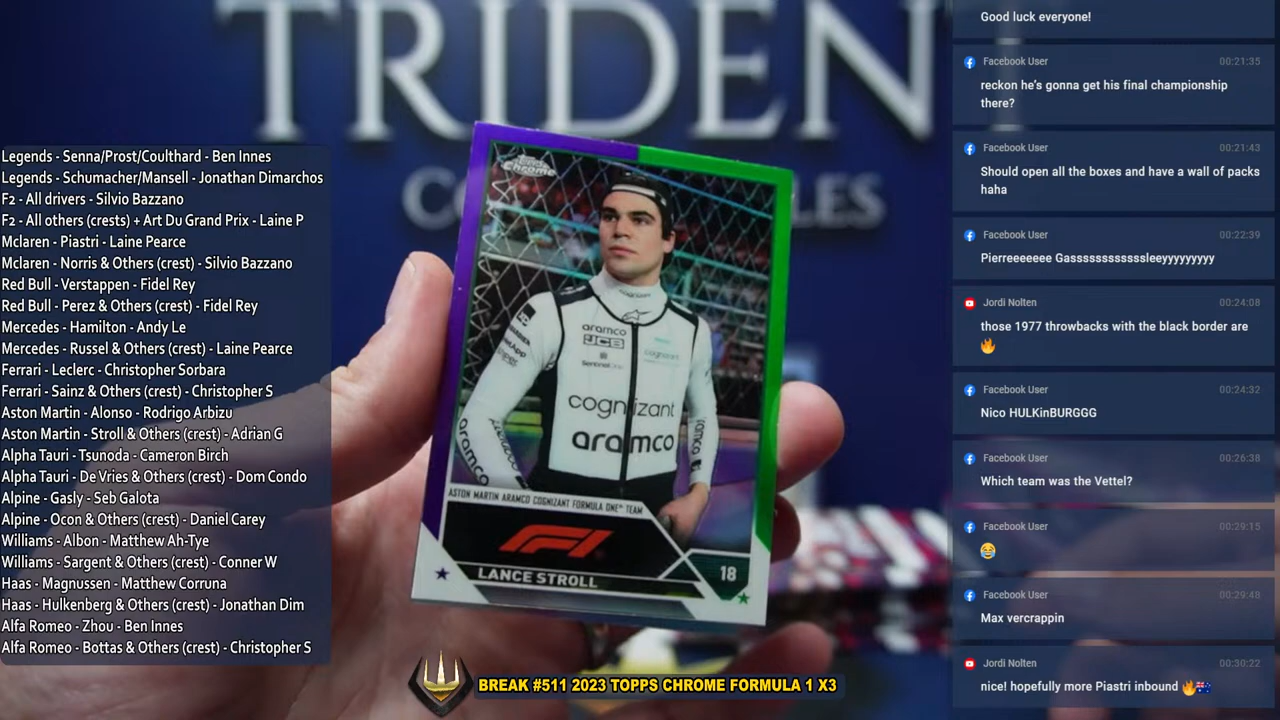 TRIDEN
Legends - Senna/Prost/Coulthard - Ben Innes
Legends - Schumacher/Mansell - Jonathan Dimarchos
F2 - All drivers - Silvio Bazzano
F2 - All others (crests) + Art Du Grand Prix - Laine P
Mclaren - Piastri - Laine Pearce
Mclaren - Norris & Others (crest) - Silvio Bazzano
Red Bull - Verstappen - Fidel Rey
Red Bull - Perez & Others (crest) - Fidel Rey
Mercedes - Hamilton - Andy Le
Mercedes - Russel & Others (crest) - Laine Pearce
Ferrari - Leclerc - Christopher Sorbara
Ferrari - Sainz & Others (crest) - Christopher S
Aston Martin - Alonso - Rodrigo Arbizu
Aston Martin - Stroll & Others (crest) - Adrian G
Alpha Tauri - Tsunoda - Cameron Birch
Alpha Tauri - De Vries & Others (crest) - Dom Condo
Alpine - Gasly - Seb Galota
Alpine - Ocon & Others (crest) - Daniel Carey
Williams - Albon - Matthew Ah-Tye
Williams - Sargent & Others (crest) - Conner W
Haas - Magnussen - Matthew Corruna
Haas - Hulkenberg & Others (crest) - Jonathan Dim
Alfa Romeo - Zhou - Ben Innes
Alfa Romeo - Bottas & Others (crest) - Christopher S
Chrome
aramco
JCB
cognizant
SentinelOne
cognizant
aramco
aramco
ASTON MARTIN ARAMCO COGNIZANT FORMULA ONE™ TEAM
F1
LANCE STROLL
18
BREAK #511 2023 TOPPS CHROME FORMULA 1 X3
Good luck everyone!
Facebook User 00:21:35
reckon he's gonna get his final championship
there?
Facebook User 00:21:43
Should open all the boxes and have a wall of packs
haha
Facebook User 00:22:39
Pierreeeeeee Gasssssssssssssleeyyyyyyyyy
Jordi Nolten 00:24:08
those 1977 throwbacks with the black border are
🔥
Facebook User 00:24:32
Nico HULKinBURGGG
Facebook User 00:26:38
Which team was the Vettel?
Facebook User 00:29:15
😂
Facebook User 00:29:48
Max vercrappin
Jordi Nolten 00:30:22
nice! hopefully more Piastri inbound 🔥🇦🇺